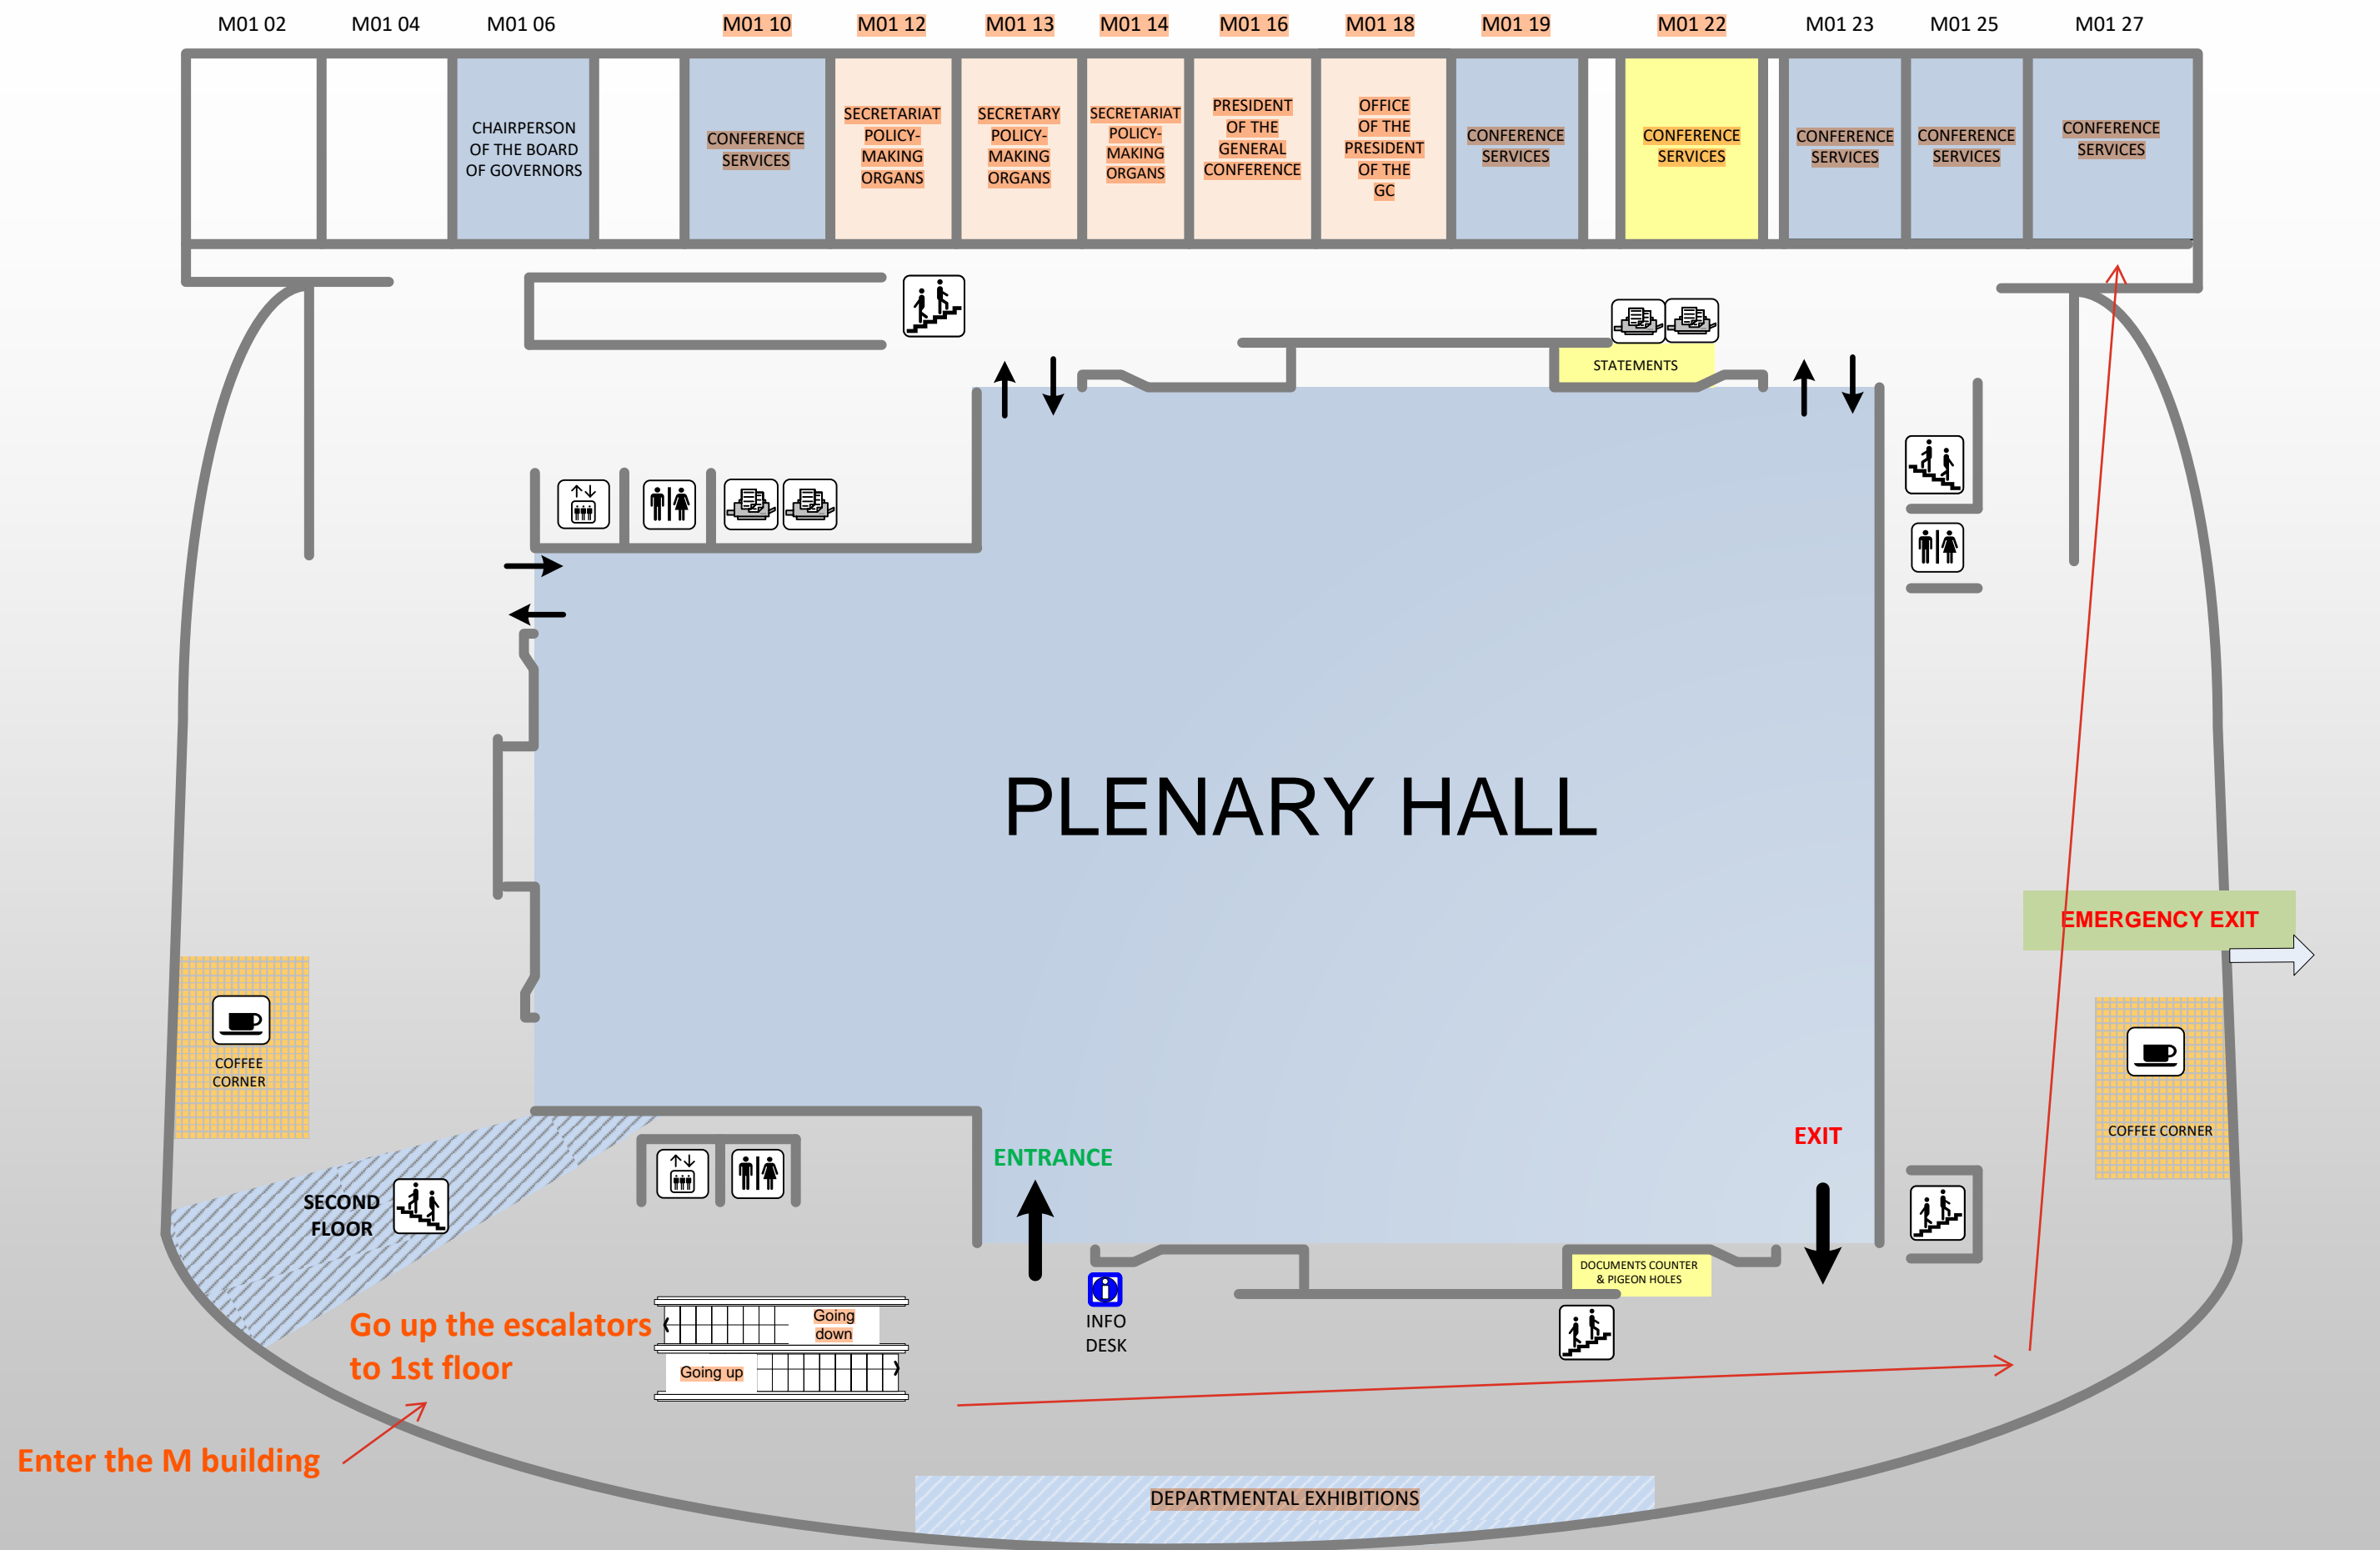 M01 02
M01 04
M01 06
M01 10
M01 12
M01 13
M01 14
M01 16
M01 18
M01 19
M01 22
M01 23
M01 25
M01 27
CHAIRPERSON
OF THE BOARD
OF GOVERNORS
CONFERENCE
SERVICES
SECRETARIAT
POLICY-
MAKING
ORGANS
SECRETARY
POLICY-
MAKING
ORGANS
SECRETARIAT
POLICY-
MAKING
ORGANS
PRESIDENT
OF THE
GENERAL
CONFERENCE
OFFICE
OF THE
PRESIDENT
OF THE
GC
CONFERENCE
SERVICES
CONFERENCE
SERVICES
CONFERENCE
SERVICES
CONFERENCE
SERVICES
CONFERENCE
SERVICES
STATEMENTS
PLENARY HALL
EMERGENCY EXIT
COFFEE
CORNER
COFFEE CORNER
ENTRANCE
EXIT
SECOND
FLOOR
DOCUMENTS COUNTER
& PIGEON HOLES
INFO
DESK
Going
down
Going up
Go up the escalators
to 1st floor
Enter the M building
DEPARTMENTAL EXHIBITIONS